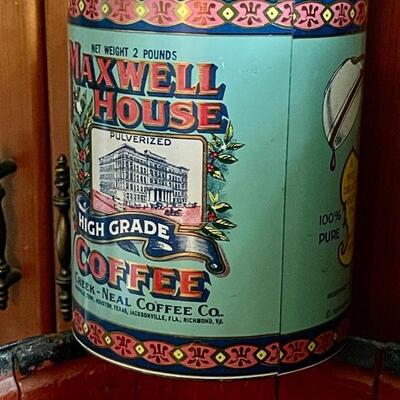 NET WEIGHT 2 POUNDS
MAXWELL
HOUSE
PULVERIZED
HIGH GRADE
COFFEE
CHEEK-NEAL COFFEE CO.
HOUSTON, TEXAS, JACKSONVILLE, FLA., RICHMOND, VA.
100%
PURE